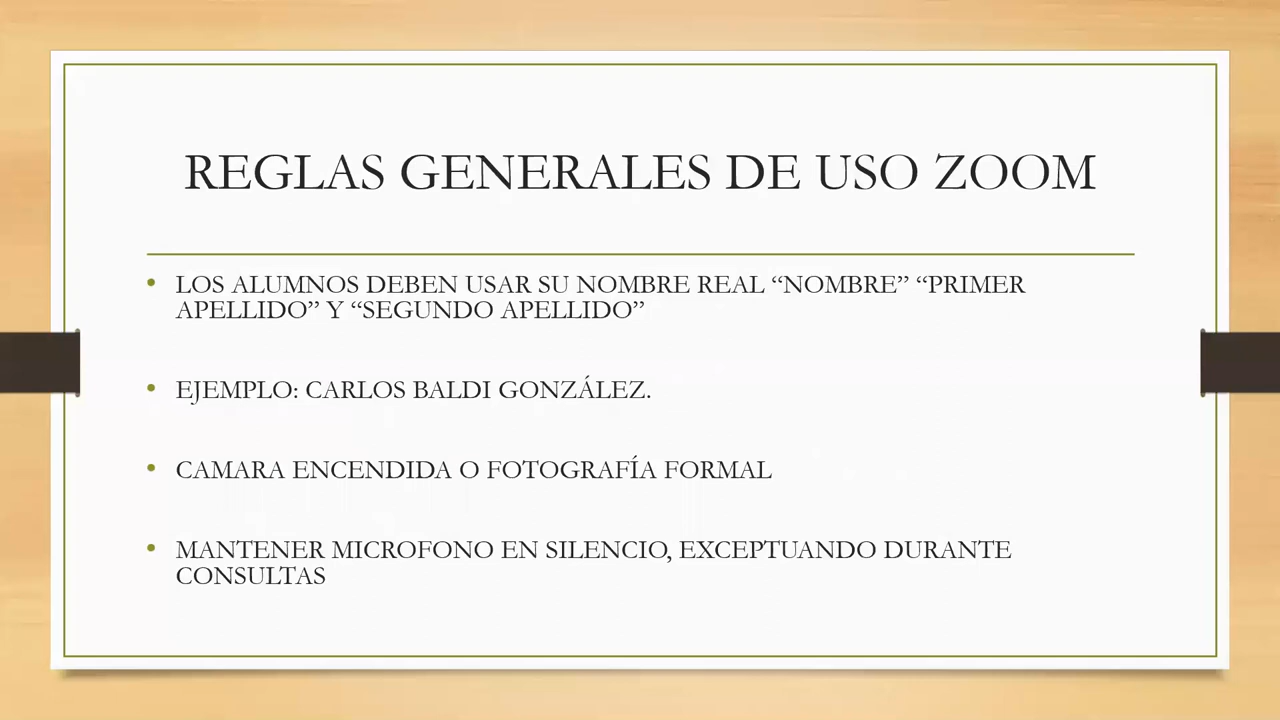 REGLAS GENERALES DE USO ZOOM
• LOS ALUMNOS DEBEN USAR SU NOMBRE REAL “NOMBRE” “PRIMER
APELLIDO” Y “SEGUNDO APELLIDO”
• EJEMPLO: CARLOS BALDI GONZÁLEZ.
• CAMARA ENCENDIDA O FOTOGRAFÍA FORMAL
• MANTENER MICROFONO EN SILENCIO, EXCEPTUANDO DURANTE
CONSULTAS